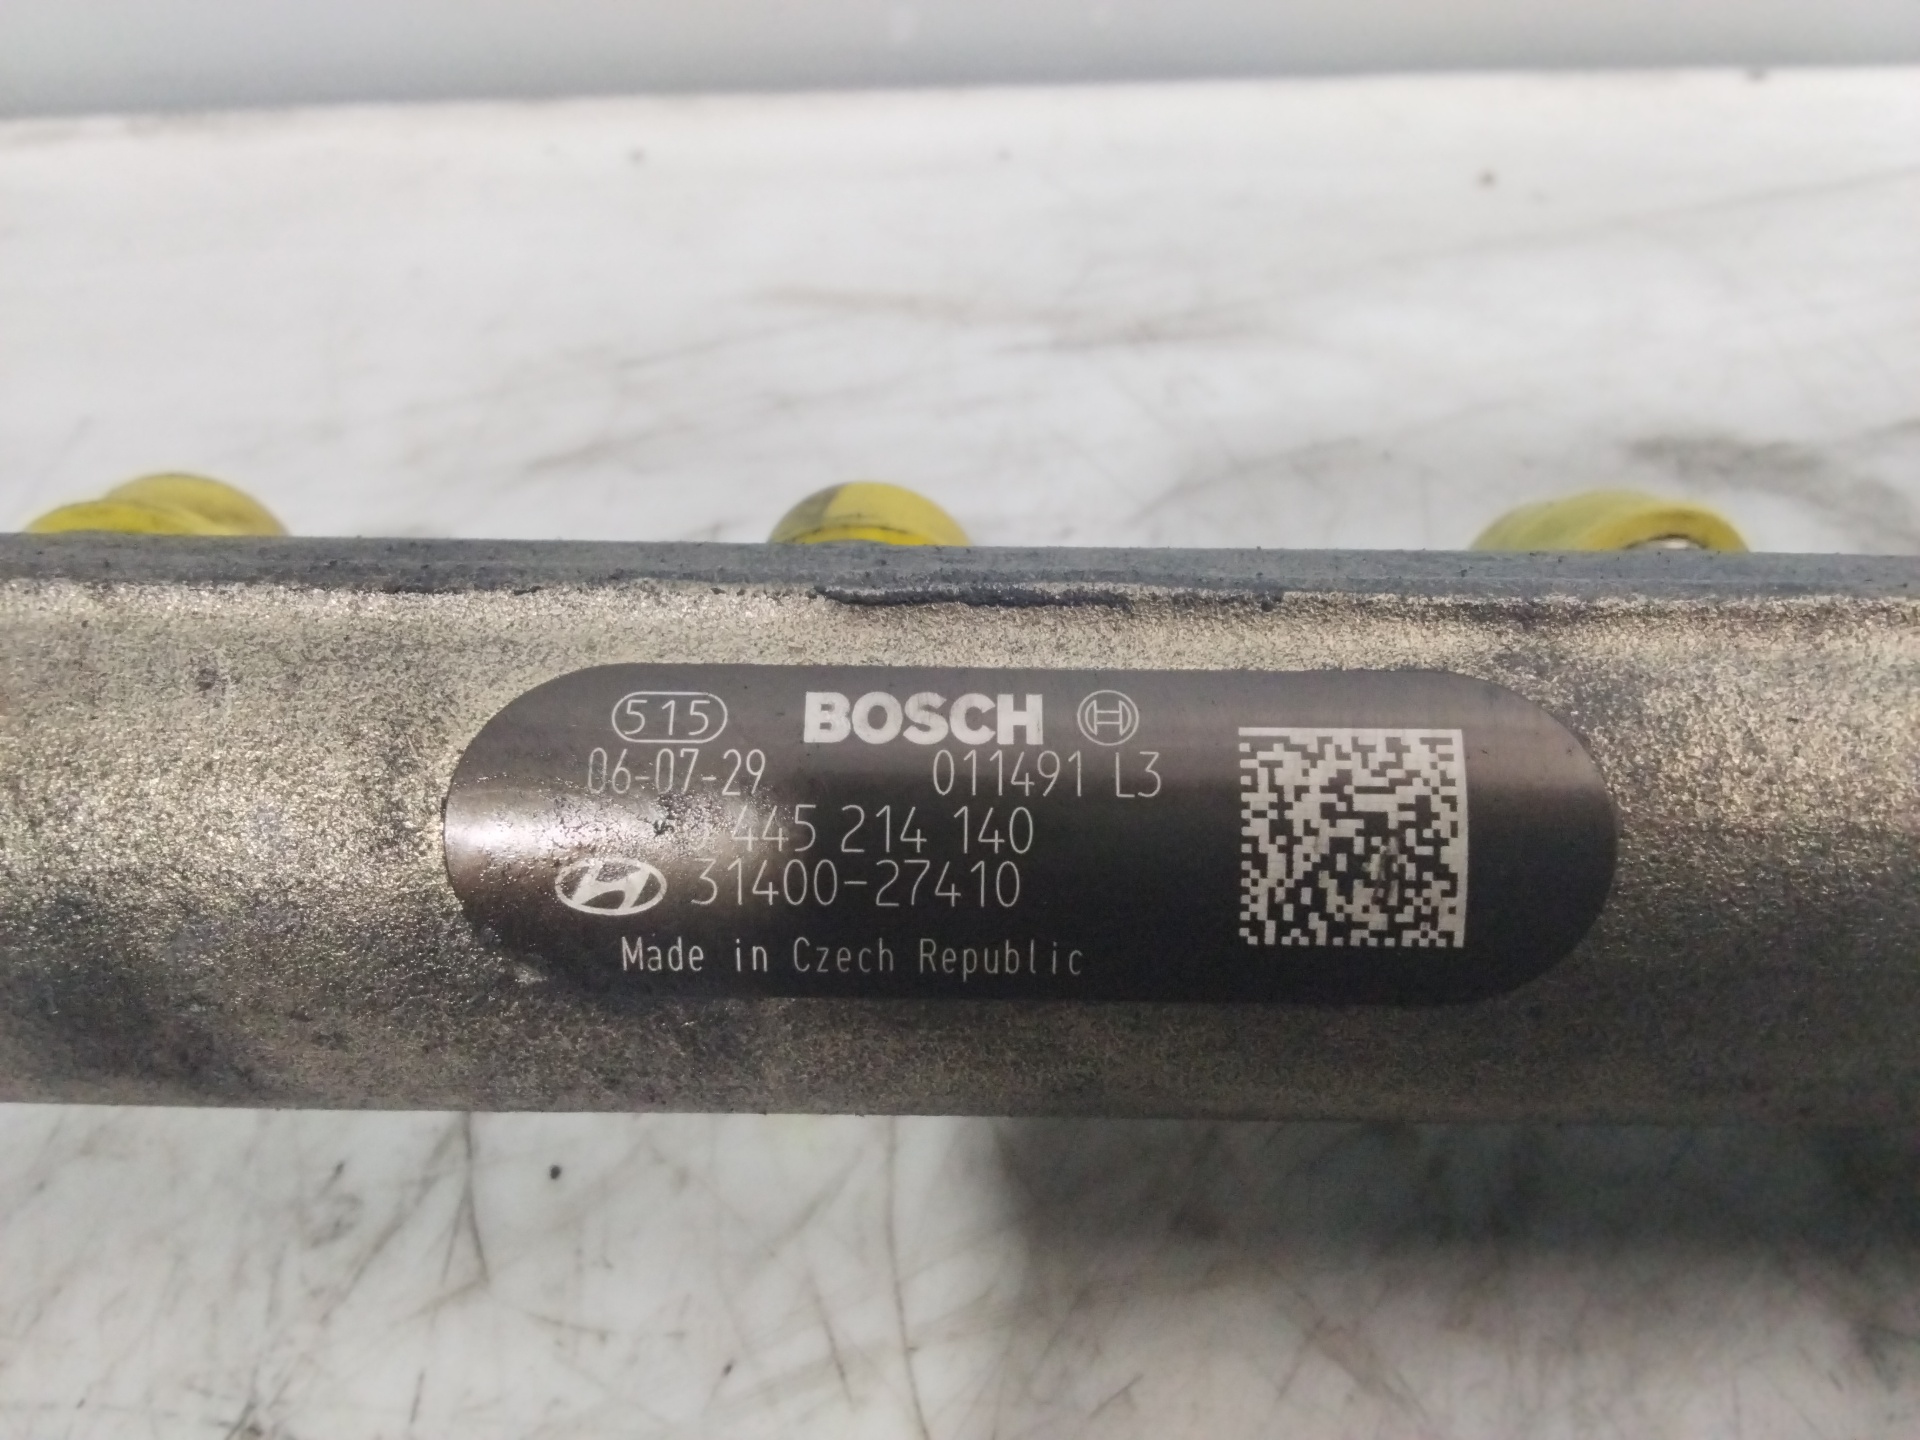 515 BOSCH
06-07-29 011491 L3
445 214 140
31400-27410
Made in Czech Republic